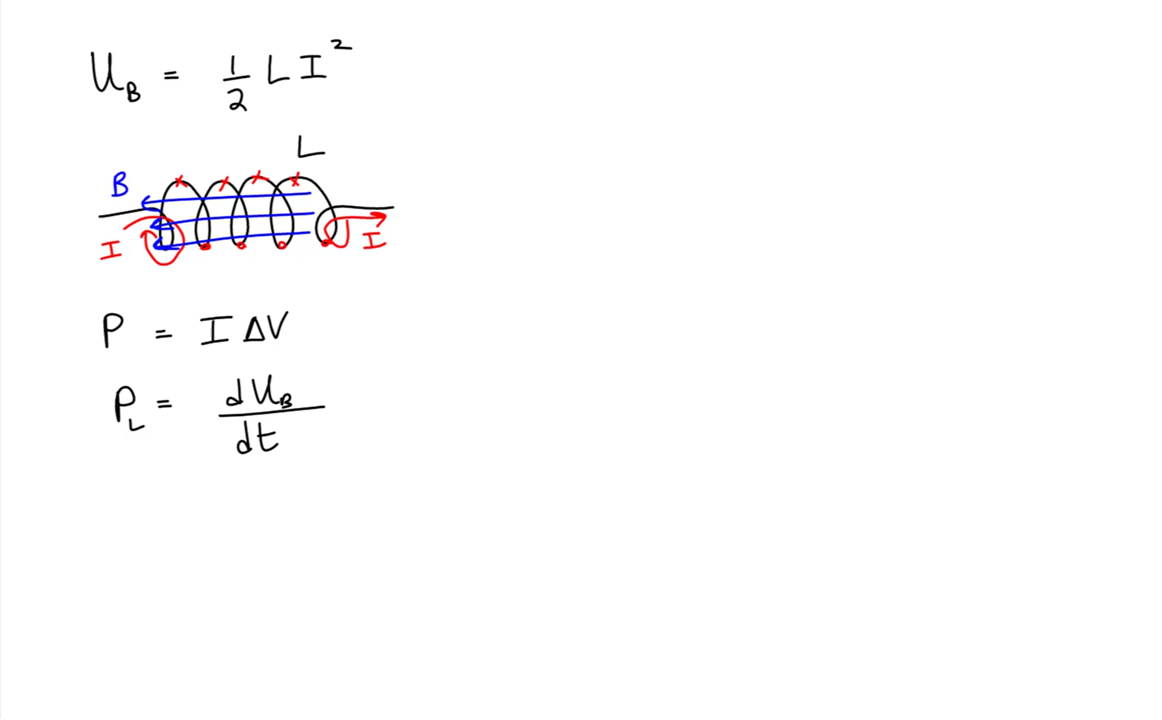 U_B = 1/2 L I^2
L
B
I
I
P = I ΔV
P_L = dU_B/dt